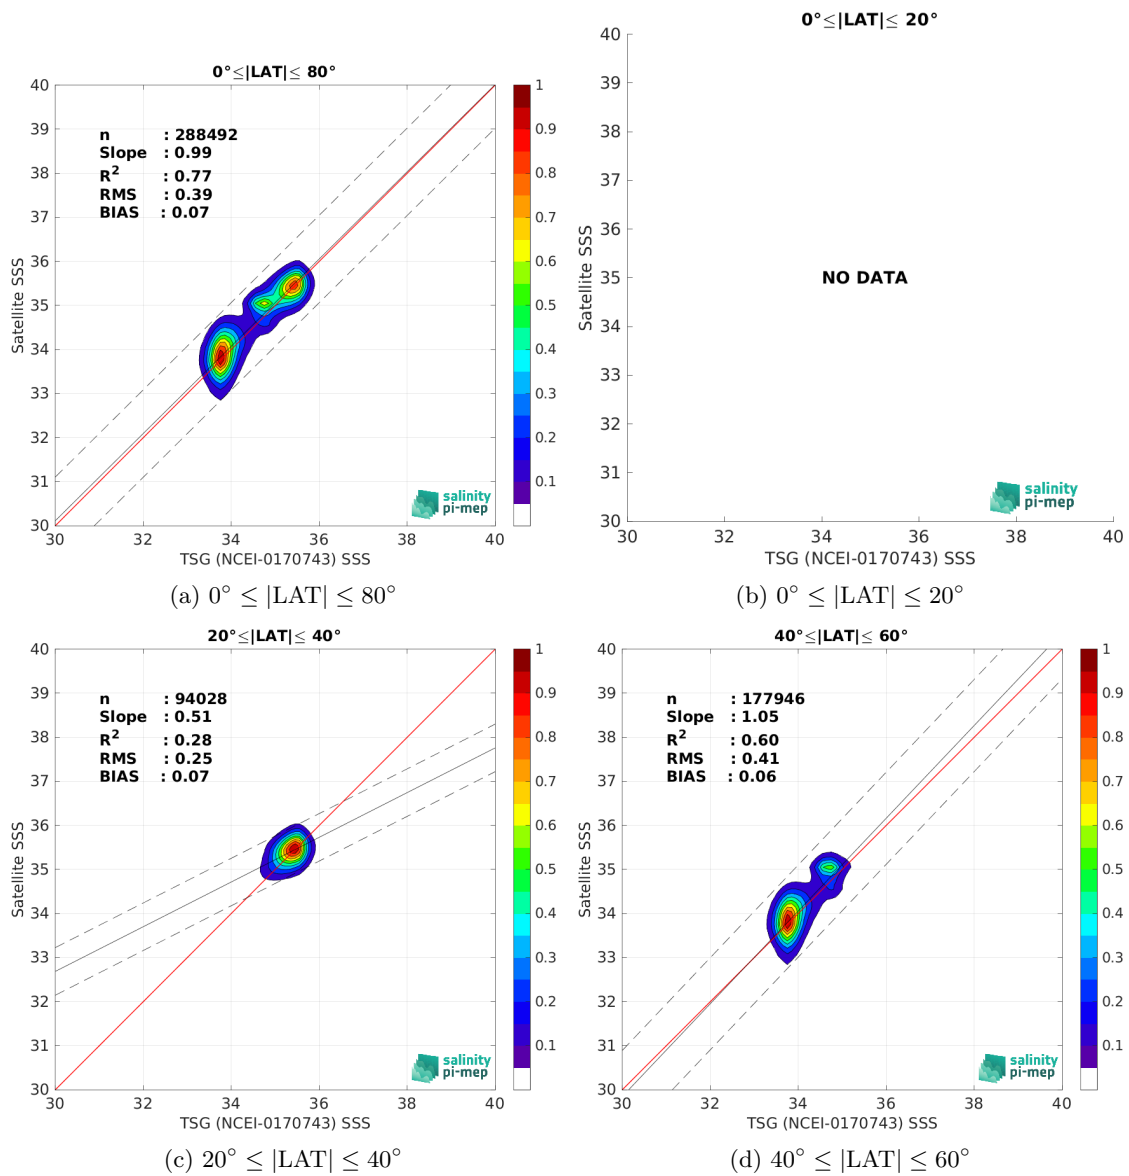 0°≤|LAT|≤ 80°
40
39
38
37
36
35
34
33
32
31
30
Satellite SSS
n : 288492
Slope : 0.99
R² : 0.77
RMS : 0.39
BIAS : 0.07
salinity
pi-mep
30 32 34 36 38 40
TSG (NCEI-0170743) SSS
1
0.9
0.8
0.7
0.6
0.5
0.4
0.3
0.2
0.1
(a) 0° ≤ |LAT| ≤ 80°
0°≤|LAT|≤ 20°
40
39
38
37
36
35
34
33
32
31
30
Satellite SSS
NO DATA
salinity
pi-mep
30 32 34 36 38 40
TSG (NCEI-0170743) SSS
(b) 0° ≤ |LAT| ≤ 20°
20°≤|LAT|≤ 40°
40
39
38
37
36
35
34
33
32
31
30
Satellite SSS
n : 94028
Slope : 0.51
R² : 0.28
RMS : 0.25
BIAS : 0.07
salinity
pi-mep
30 32 34 36 38 40
TSG (NCEI-0170743) SSS
1
0.9
0.8
0.7
0.6
0.5
0.4
0.3
0.2
0.1
(c) 20° ≤ |LAT| ≤ 40°
40°≤|LAT|≤ 60°
40
39
38
37
36
35
34
33
32
31
30
Satellite SSS
n : 177946
Slope : 1.05
R² : 0.60
RMS : 0.41
BIAS : 0.06
salinity
pi-mep
30 32 34 36 38 40
TSG (NCEI-0170743) SSS
1
0.9
0.8
0.7
0.6
0.5
0.4
0.3
0.2
0.1
(d) 40° ≤ |LAT| ≤ 60°